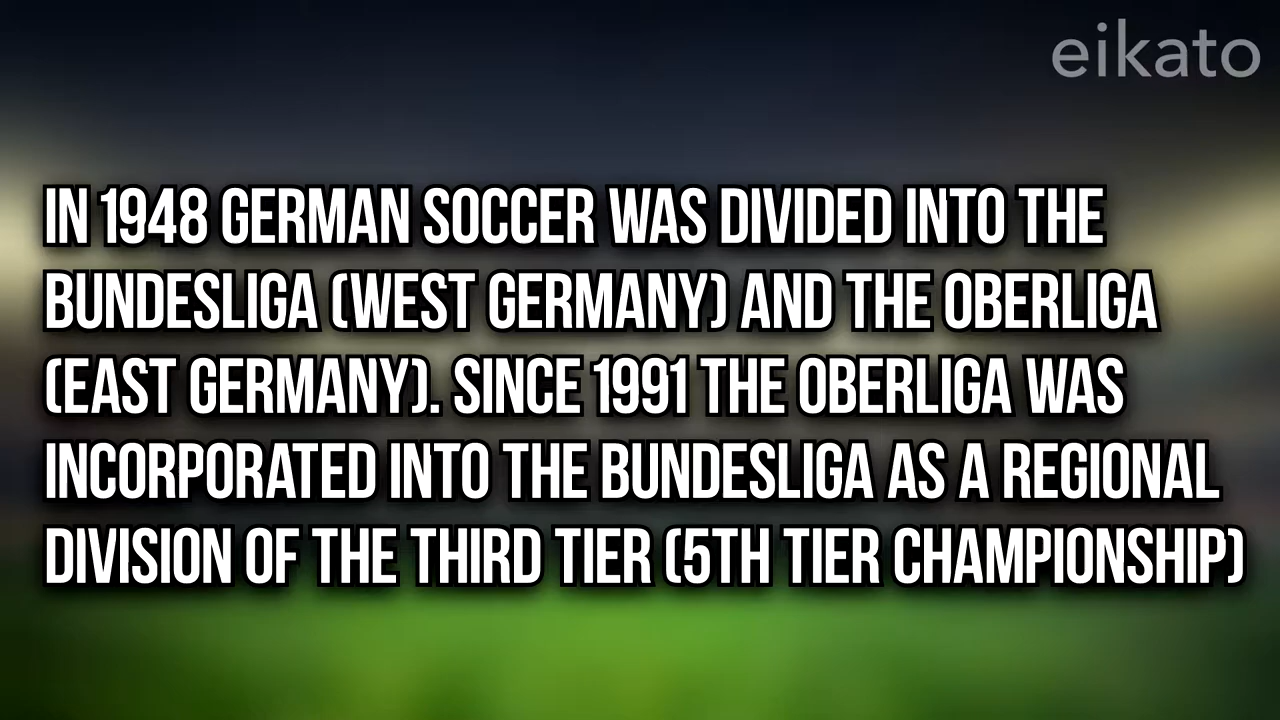 eikato
IN 1948 GERMAN SOCCER WAS DIVIDED INTO THE
BUNDESLIGA (WEST GERMANY) AND THE OBERLIGA
(EAST GERMANY). SINCE 1991 THE OBERLIGA WAS
INCORPORATED INTO THE BUNDESLIGA AS A REGIONAL
DIVISION OF THE THIRD TIER (5TH TIER CHAMPIONSHIP)